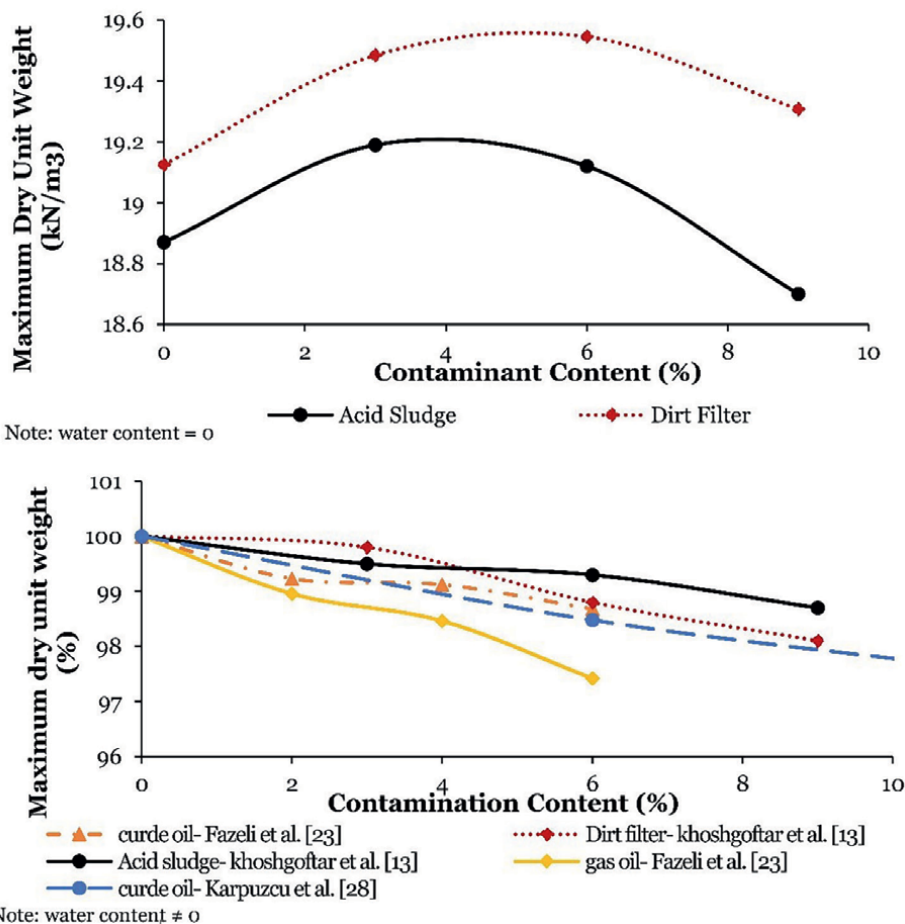 Maximum Dry Unit Weight
(kN/m3)
19.6
19.4
19.2
19
18.8
18.6
0 2 4 6 8 10
Contaminant Content (%)
Acid Sludge Dirt Filter
Note: water content = 0
Maximum dry unit weight
(%)
101
100
99
98
97
96
0 2 4 6 8 10
Contamination Content (%)
curde oil- Fazeli et al. [23] Dirt filter- khoshgoftar et al. [13]
Acid sludge- khoshgoftar et al. [13] gas oil- Fazeli et al. [23]
curde oil- Karpuzcu et al. [28]
Note: water content ≠ 0